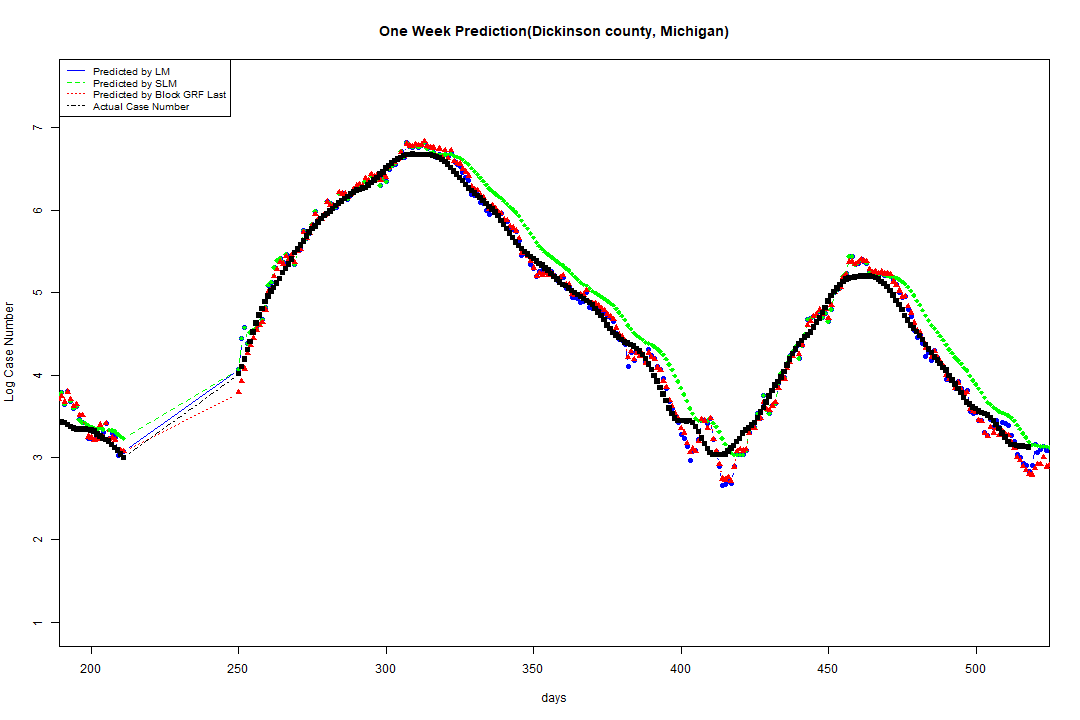 One Week Prediction(Dickinson county, Michigan)
Predicted by LM
Predicted by SLM
Predicted by Block GRF Last
Actual Case Number
7
6
5
4
3
2
1
Log Case Number
200 250 300 350 400 450 500
days